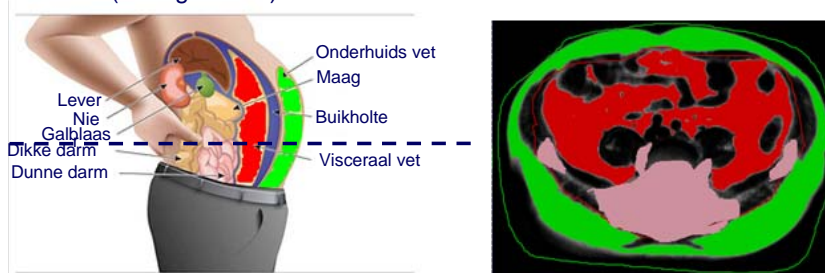 Onderhuids vet
Maag
Lever
Nie
Galblaas
Buikholte
Dikke darm
Visceraal vet
Dunne darm